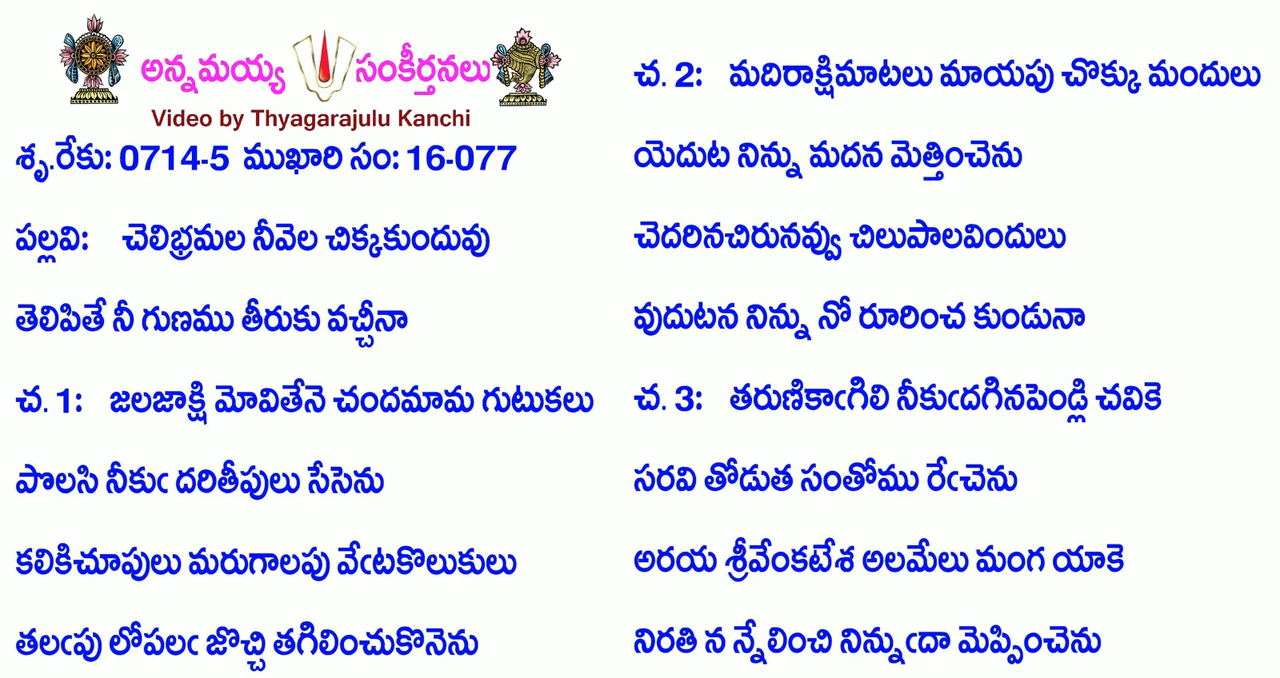 అన్నమయ్య సంకీర్తనలు
Video by Thyagarajulu Kanchi
శృ.రేకు: 0714-5 ముఖారి సం: 16-077
పల్లవి: చెలిభ్రమల నీవెల చిక్కకుందువు
తెలిపితే నీ గుణము తీరుకు వచ్చీనా
చ. 1: జలజాక్షి మోవితేనె చందమామ గుటుకలు
పొలసి నీకుఁ దరితీపులు సేసెను
కలికిచూపులు మరుగాలపు వేఁటకొలుకులు
తలఁపు లోపలఁ జొచ్చి తగిలించుకొనెను
చ. 2: మదిరాక్షిమాటలు మాయపు చొక్కు మందులు
యెదుట నిన్ను మదన మెత్తించెను
చెదరినచిరునవ్వు చిలుపాలవిందులు
వుదుటన నిన్ను నో రూరించ కుండునా
చ. 3: తరుణికాఁగిలి నీకుఁదగినపెండ్లి చవికె
సరవి తోడుత సంతోము రేఁచెను
అరయ శ్రీవేంకటేశ అలమేలు మంగ యాకె
నిరతి న న్నేలించి నిన్నుఁదా మెప్పించెను